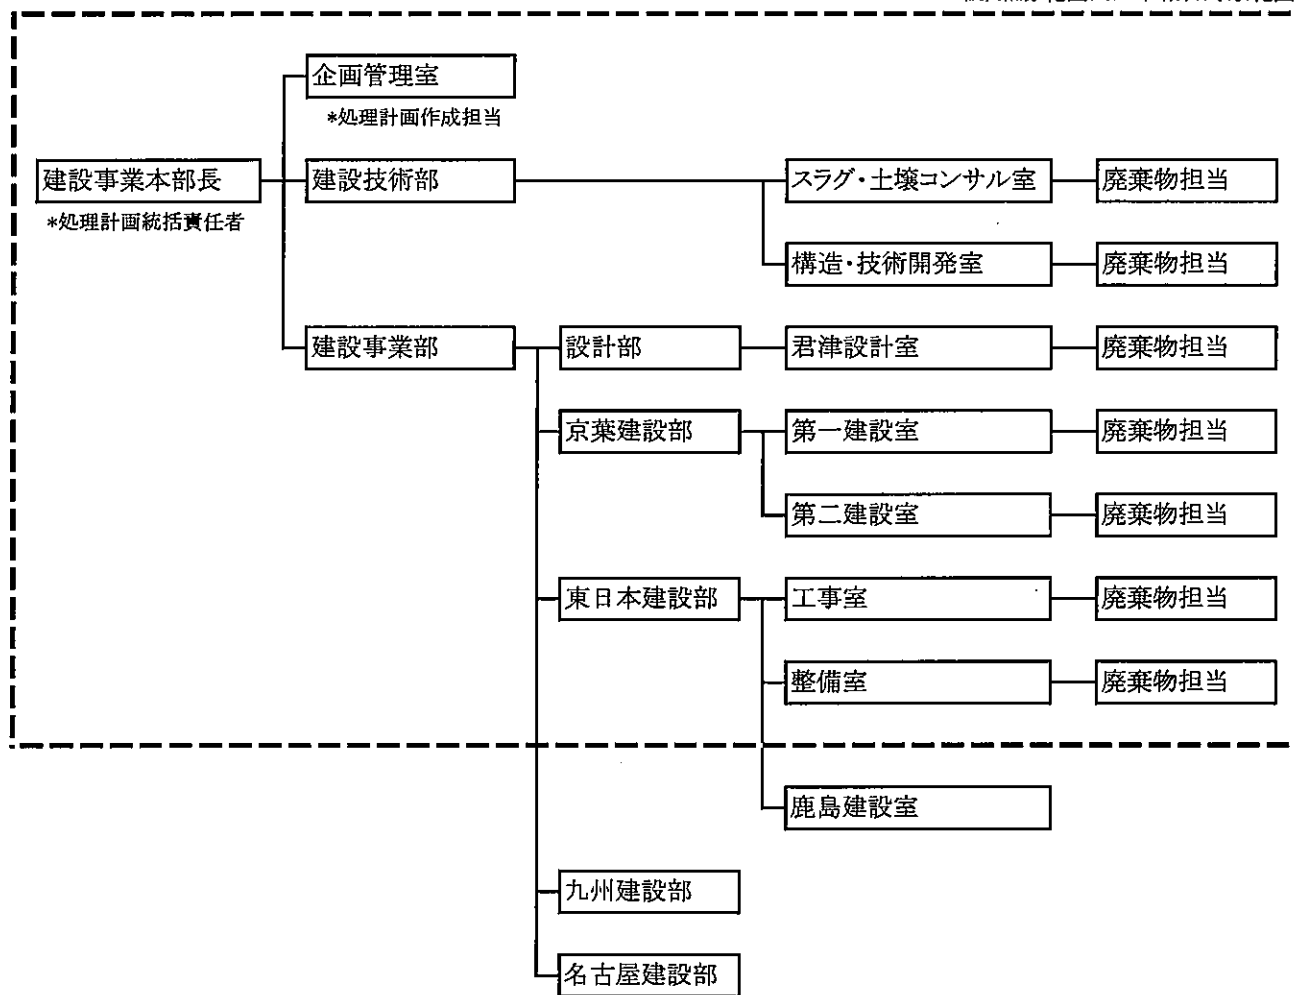 企画管理室
*処理計画作成担当
建設事業本部長
建設技術部
スラグ・土壌コンサル室
廃棄物担当
*処理計画統括責任者
構造・技術開発室
廃棄物担当
建設事業部
設計部
君津設計室
廃棄物担当
京葉建設部
第一建設室
廃棄物担当
第二建設室
廃棄物担当
東日本建設部
工事室
廃棄物担当
整備室
廃棄物担当
鹿島建設室
九州建設部
名古屋建設部